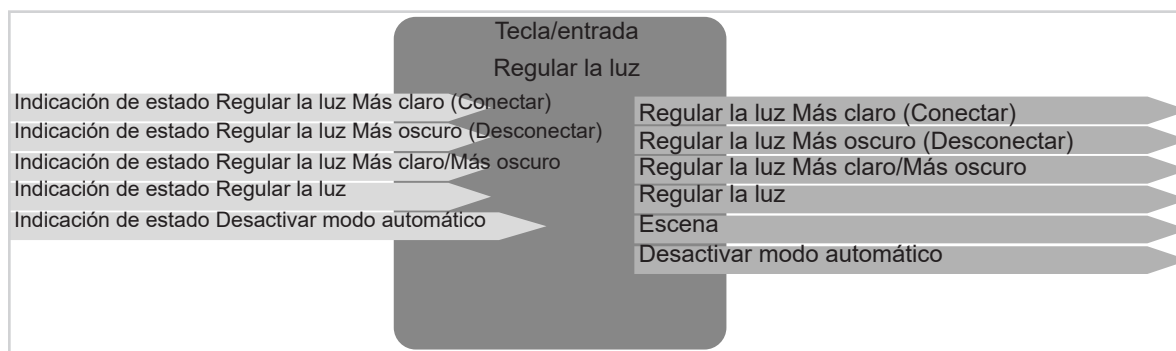 Tecla/entrada
Regular la luz
Indicación de estado Regular la luz Más claro (Conectar)
Indicación de estado Regular la luz Más oscuro (Desconectar)
Indicación de estado Regular la luz Más claro/Más oscuro
Indicación de estado Regular la luz
Indicación de estado Desactivar modo automático
Regular la luz Más claro (Conectar)
Regular la luz Más oscuro (Desconectar)
Regular la luz Más claro/Más oscuro
Regular la luz
Escena
Desactivar modo automático